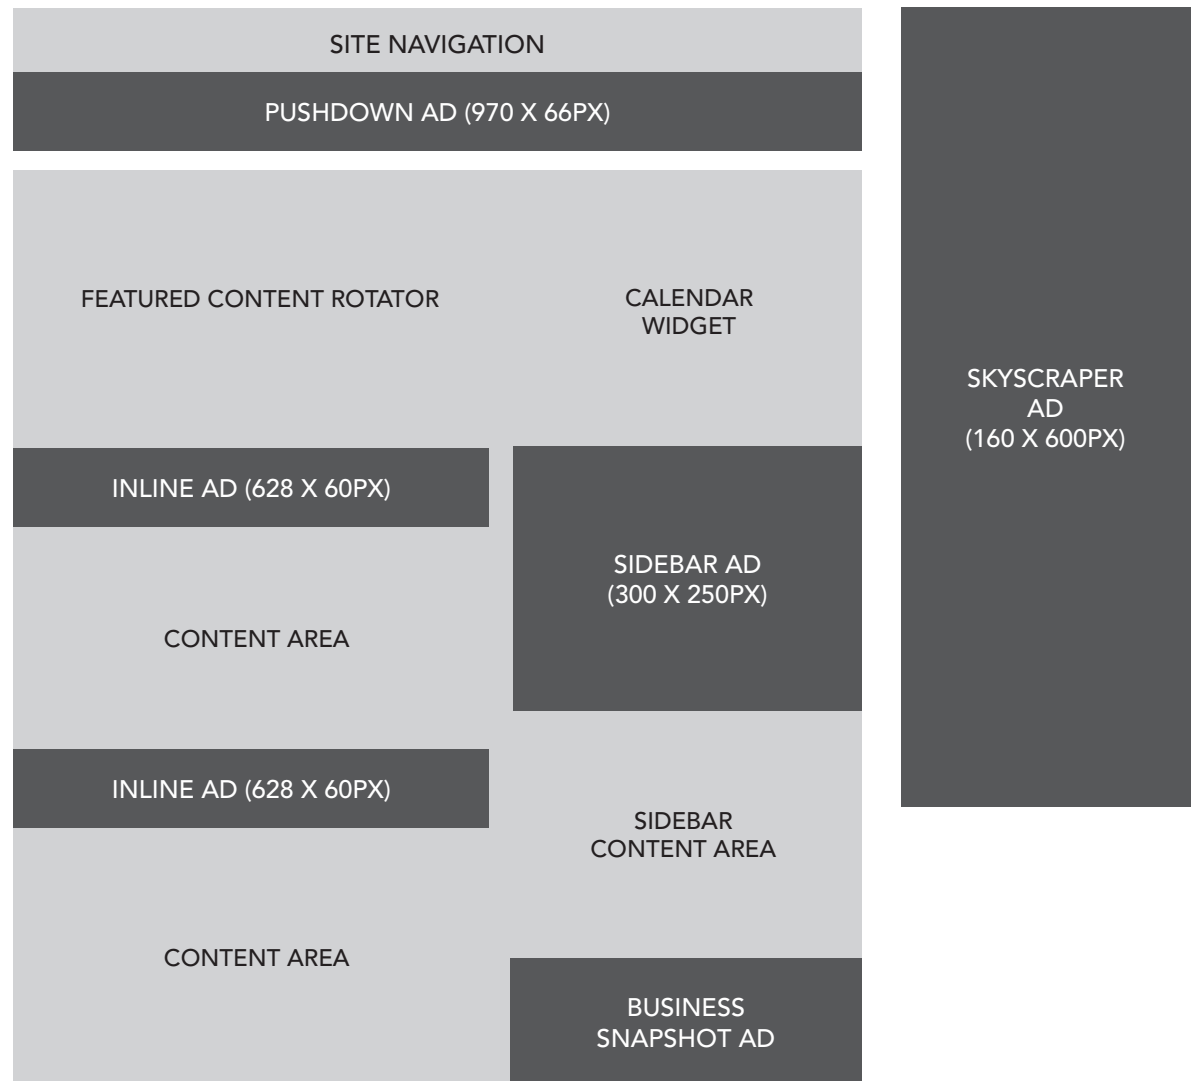 SITE NAVIGATION
PUSHDOWN AD (970 X 66PX)
FEATURED CONTENT ROTATOR
CALENDAR
WIDGET
INLINE AD (628 X 60PX)
SIDEBAR AD
(300 X 250PX)
CONTENT AREA
INLINE AD (628 X 60PX)
SIDEBAR
CONTENT AREA
CONTENT AREA
BUSINESS
SNAPSHOT AD
SKYSCRAPER
AD
(160 X 600PX)